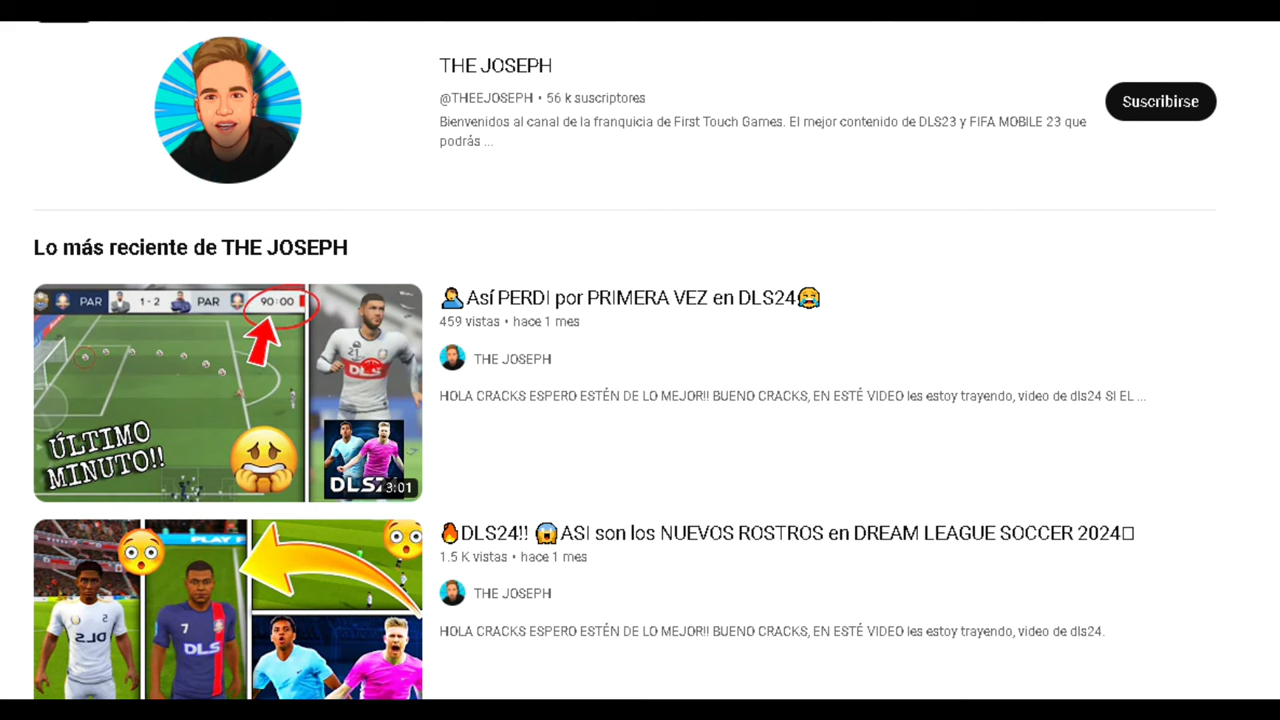 THE JOSEPH
@THEEJOSEPH • 56 k suscriptores
Suscribirse
Bienvenidos al canal de la franquicia de First Touch Games. El mejor contenido de DLS23 y FIFA MOBILE 23 que
podrás ...
Lo más reciente de THE JOSEPH
PAR 1-2 PAR 90:00
ÚLTIMO
MINUTO!!
21
DLS
3:01
🤦Así PERDI por PRIMERA VEZ en DLS24😭
459 vistas • hace 1 mes
THE JOSEPH
HOLA CRACKS ESPERO ESTÉN DE LO MEJOR!! BUENO CRACKS, EN ESTÉ VIDEO les estoy trayendo, video de dls24 SI EL ...
PLAY F
7
DLS
🔥DLS24!! 😱ASI son los NUEVOS ROSTROS en DREAM LEAGUE SOCCER 2024
1.5 K vistas • hace 1 mes
THE JOSEPH
HOLA CRACKS ESPERO ESTÉN DE LO MEJOR!! BUENO CRACKS, EN ESTÉ VIDEO les estoy trayendo, video de dls24.